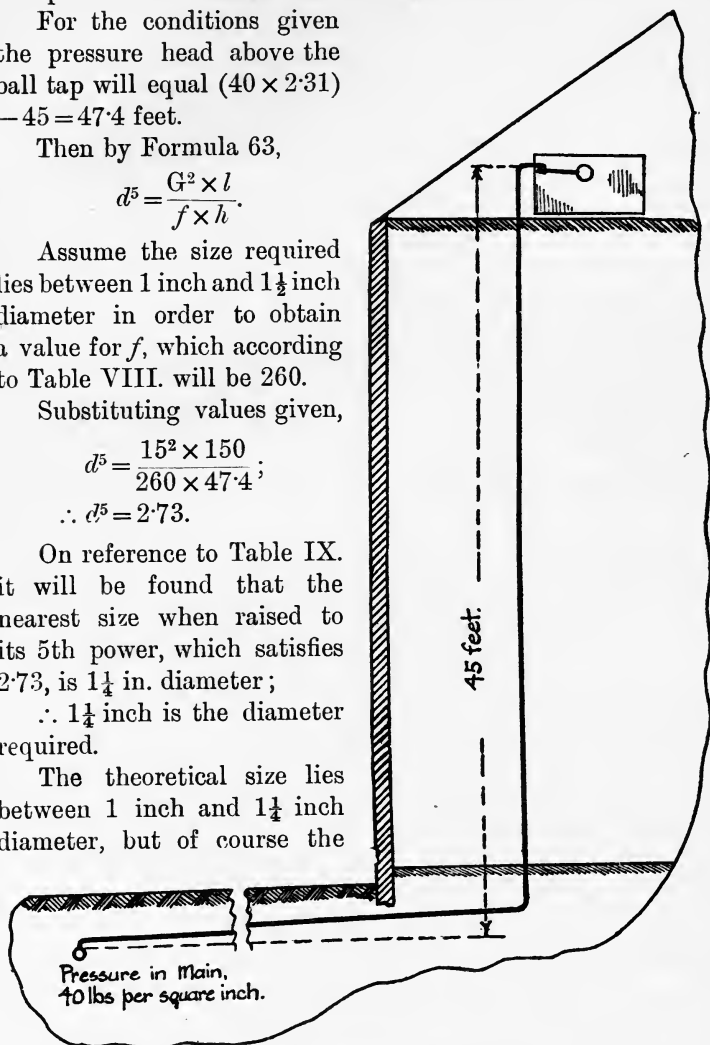 For the conditions given
the pressure head above the
ball tap will equal (40 × 2·31)
− 45 = 47·4 feet.
Then by Formula 63,
d⁵ = G² × l / f × h.
Assume the size required
lies between 1 inch and 1½ inch
diameter in order to obtain
a value for f, which according
to Table VIII. will be 260.
Substituting values given,
d⁵ = 15² × 150 / 260 × 47·4 ;
∴ d⁵ = 2·73.
On reference to Table IX.
it will be found that the
nearest size when raised to
its 5th power, which satisfies
2·73, is 1¼ in. diameter ;
∴ 1¼ inch is the diameter
required.
The theoretical size lies
between 1 inch and 1¼ inch
diameter, but of course the
45 feet.
Pressure in Main,
40 lbs per square inch.